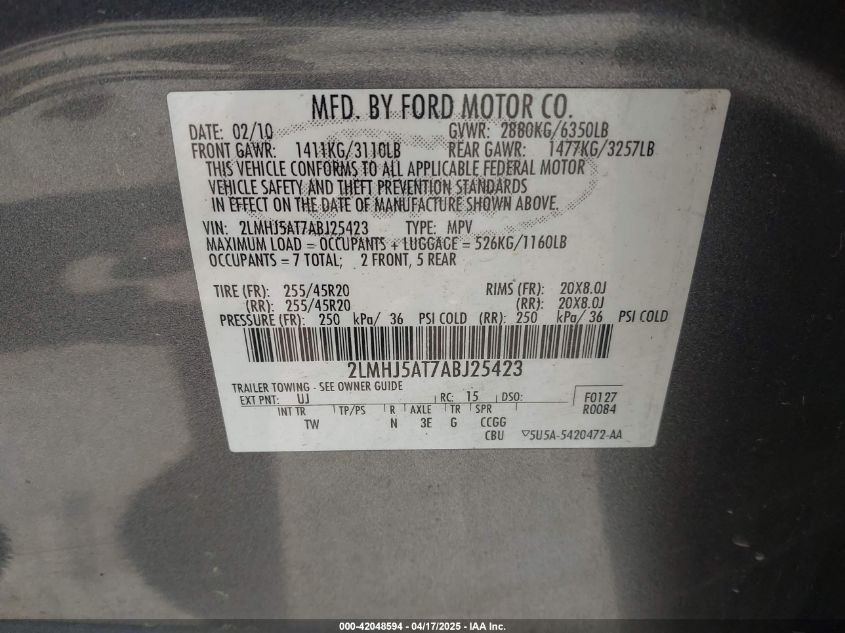 MFD. BY FORD MOTOR CO.
DATE: 02/10 GVWR: 2880KG/6350LB
FRONT GAWR: 1411KG/3110LB REAR GAWR: 1477KG/3257LB
THIS VEHICLE CONFORMS TO ALL APPLICABLE FEDERAL MOTOR
VEHICLE SAFETY AND THEFT PREVENTION STANDARDS
IN EFFECT ON THE DATE OF MANUFACTURE SHOWN ABOVE.
VIN: 2LMHJ5AT7ABJ25423 TYPE: MPV
MAXIMUM LOAD = OCCUPANTS + LUGGAGE = 526KG/1160LB
OCCUPANTS = 7 TOTAL; 2 FRONT, 5 REAR
TIRE (FR): 255/45R20 RIMS (FR): 20X8.0J
(RR): 255/45R20 (RR): 20X8.0J
PRESSURE (FR): 250 kPa/ 36 PSI COLD (RR): 250 kPa/ 36 PSI COLD
2LMHJ5AT7ABJ25423
TRAILER TOWING - SEE OWNER GUIDE
EXT PNT: UJ RC: 15 DSO: F0127
INT TR TP/PS R AXLE TR SPR R0084
TW N 3E G CCGG
CBU ▽5U5A-5420472-AA
000-42048594 - 04/17/2025 - IAA Inc.